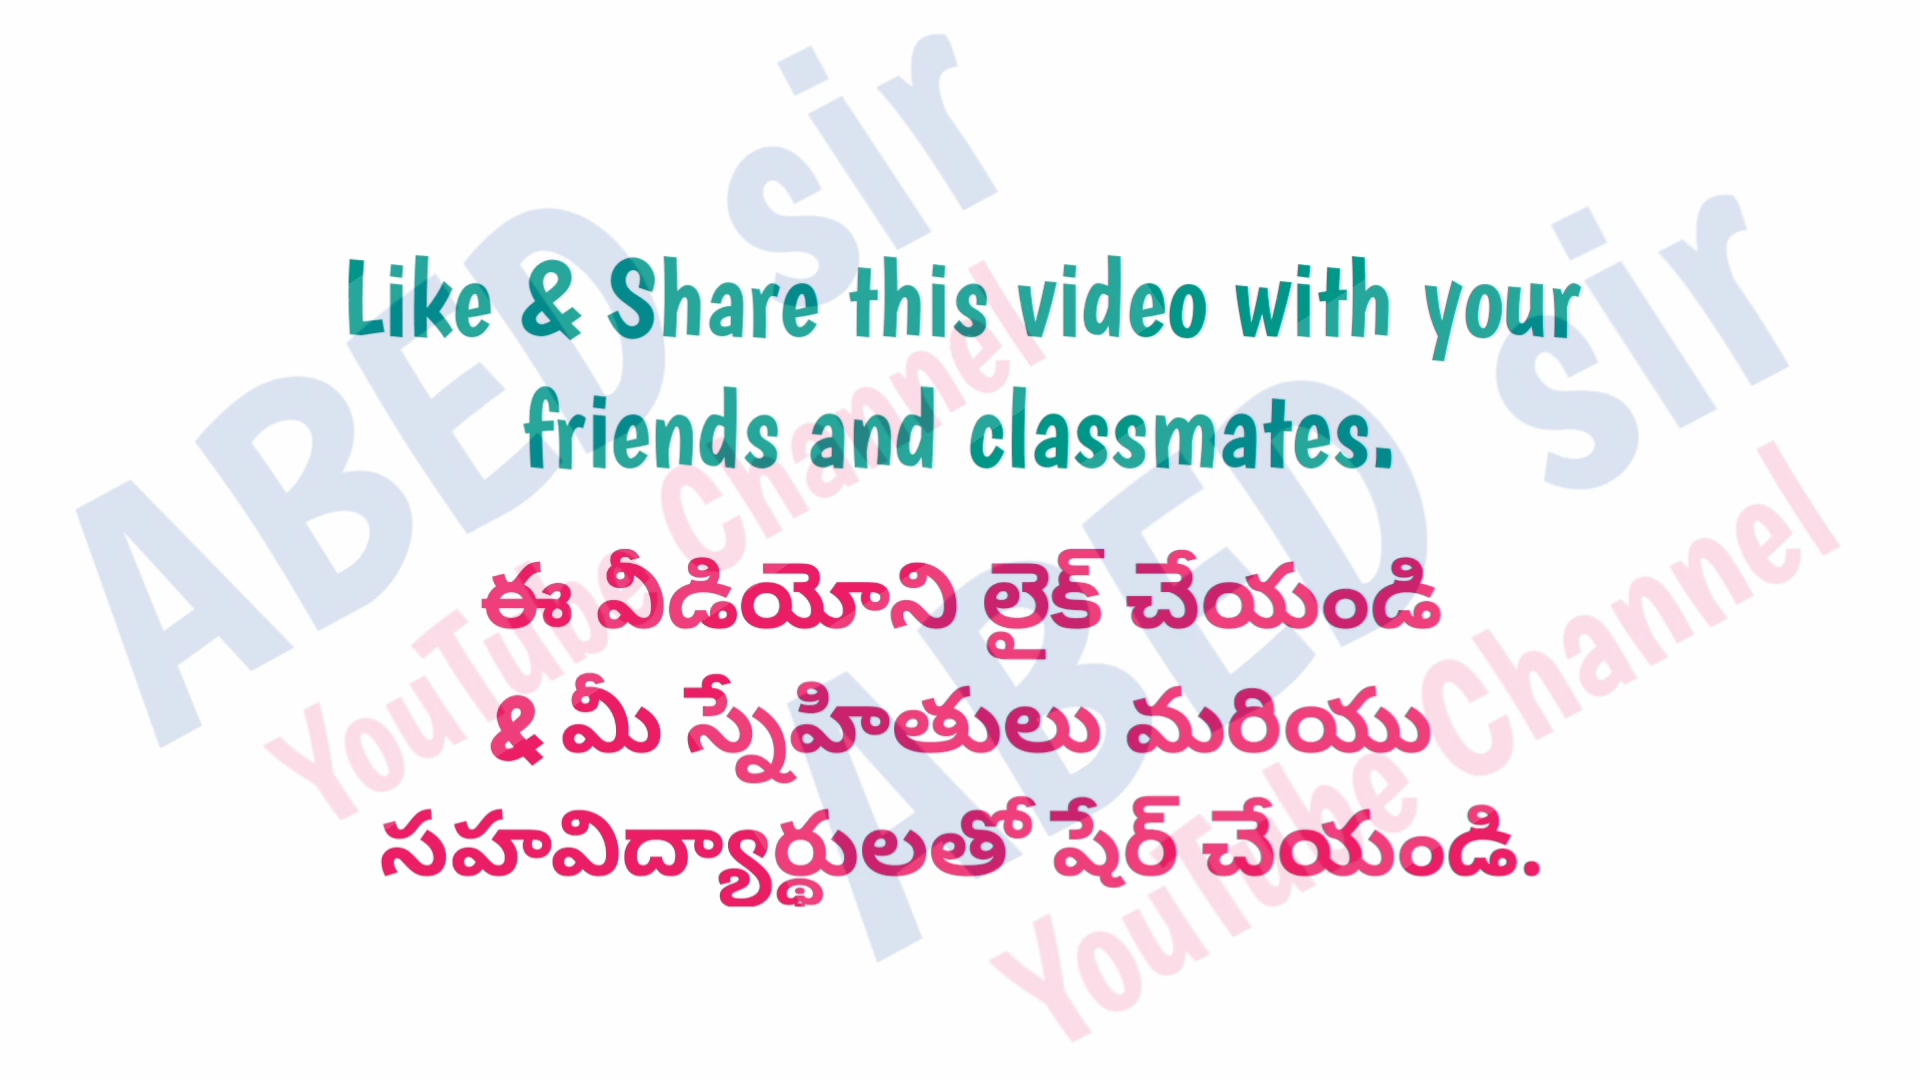 Like & Share this video with your
friends and classmates.
ఈ వీడియోని లైక్ చేయండి
& మీ స్నేహితులు మరియు
సహవిద్యార్థులతో షేర్ చేయండి.
ABED sir
YouTube Channel
ABED sir
YouTube Channel